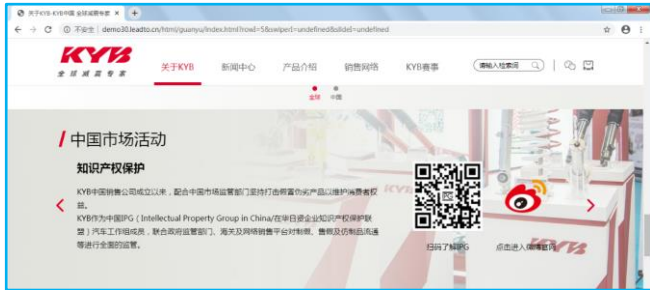 关于KYB-KYB中国 全球减震专家
不安全 | demo30.leadto.cn/html/guanyu/index.html?rowI=5&swiperI=undefined&slideI=undefined
KYB
全球减震专家
关于KYB 新闻中心 产品介绍 销售网络 KYB赛事 请输入检索词
全球 中国
中国市场活动
知识产权保护
KYB中国销售公司成立以来，配合中国市场监管部门坚持打击假冒伪劣产品以维护消费者权
益。
KYB作为中国IPG（Intellectual Property Group in China/在华日资企业知识产权保护联
盟）汽车工作组成员，联合政府监管部门、海关及网络销售平台对制假、售假及仿制品流通
等进行全面的监管。
扫码了解IPG
点击进入
KYB